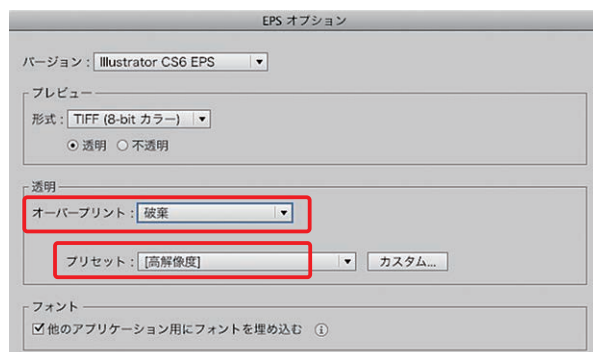 EPS オプション
バージョン： Illustrator CS6 EPS
プレビュー
形式： TIFF (8-bit カラー)
透明 不透明
透明
オーバープリント： 破棄
プリセット： [高解像度] カスタム...
フォント
他のアプリケーション用にフォントを埋め込む